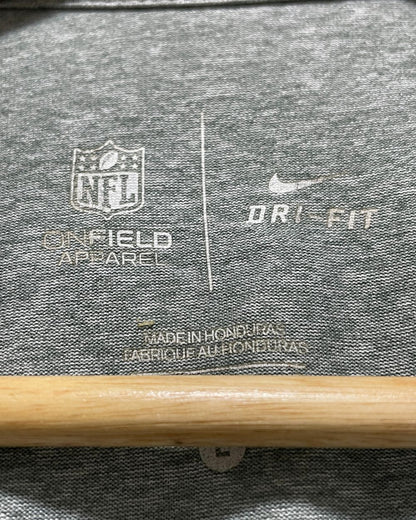 NFL
ONFIELD
APPAREL
DRI-FIT
MADE IN HONDURAS
FABRIQUE AU HONDURAS